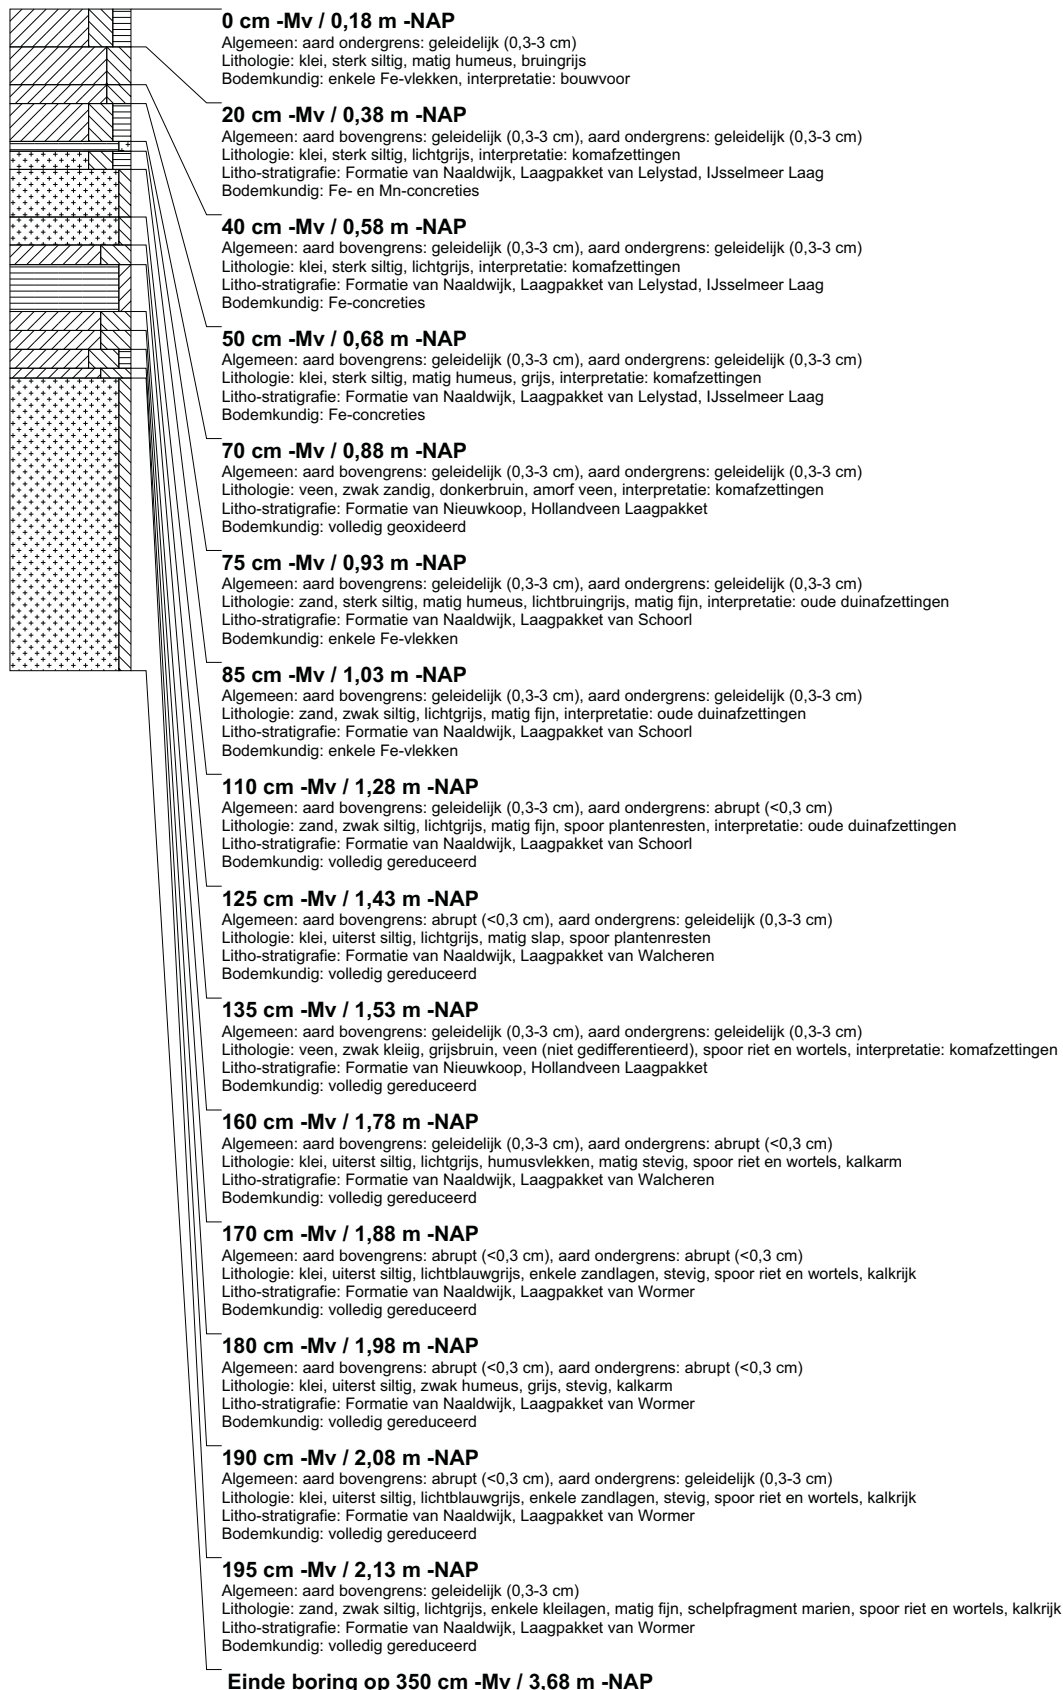 0 cm -Mv / 0,18 m -NAP
Algemeen: aard ondergrens: geleidelijk (0,3-3 cm)
Lithologie: klei, sterk siltig, matig humeus, bruingrijs
Bodemkundig: enkele Fe-vlekken, interpretatie: bouwvoor
20 cm -Mv / 0,38 m -NAP
Algemeen: aard bovengrens: geleidelijk (0,3-3 cm), aard ondergrens: geleidelijk (0,3-3 cm)
Lithologie: klei, sterk siltig, lichtgrijs, interpretatie: komafzettingen
Litho-stratigrafie: Formatie van Naaldwijk, Laagpakket van Lelystad, IJsselmeer Laag
Bodemkundig: Fe- en Mn-concreties
40 cm -Mv / 0,58 m -NAP
Algemeen: aard bovengrens: geleidelijk (0,3-3 cm), aard ondergrens: geleidelijk (0,3-3 cm)
Lithologie: klei, sterk siltig, lichtgrijs, interpretatie: komafzettingen
Litho-stratigrafie: Formatie van Naaldwijk, Laagpakket van Lelystad, IJsselmeer Laag
Bodemkundig: Fe-concreties
50 cm -Mv / 0,68 m -NAP
Algemeen: aard bovengrens: geleidelijk (0,3-3 cm), aard ondergrens: geleidelijk (0,3-3 cm)
Lithologie: klei, sterk siltig, matig humeus, grijs, interpretatie: komafzettingen
Litho-stratigrafie: Formatie van Naaldwijk, Laagpakket van Lelystad, IJsselmeer Laag
Bodemkundig: Fe-concreties
70 cm -Mv / 0,88 m -NAP
Algemeen: aard bovengrens: geleidelijk (0,3-3 cm), aard ondergrens: geleidelijk (0,3-3 cm)
Lithologie: veen, zwak zandig, donkerbruin, amorf veen, interpretatie: komafzettingen
Litho-stratigrafie: Formatie van Nieuwkoop, Hollandveen Laagpakket
Bodemkundig: volledig geoxideerd
75 cm -Mv / 0,93 m -NAP
Algemeen: aard bovengrens: geleidelijk (0,3-3 cm), aard ondergrens: geleidelijk (0,3-3 cm)
Lithologie: zand, sterk siltig, matig humeus, lichtbruingrijs, matig fijn, interpretatie: oude duinafzettingen
Litho-stratigrafie: Formatie van Naaldwijk, Laagpakket van Schoorl
Bodemkundig: enkele Fe-vlekken
85 cm -Mv / 1,03 m -NAP
Algemeen: aard bovengrens: geleidelijk (0,3-3 cm), aard ondergrens: geleidelijk (0,3-3 cm)
Lithologie: zand, zwak siltig, lichtgrijs, matig fijn, interpretatie: oude duinafzettingen
Litho-stratigrafie: Formatie van Naaldwijk, Laagpakket van Schoorl
Bodemkundig: enkele Fe-vlekken
110 cm -Mv / 1,28 m -NAP
Algemeen: aard bovengrens: geleidelijk (0,3-3 cm), aard ondergrens: abrupt (<0,3 cm)
Lithologie: zand, zwak siltig, lichtgrijs, matig fijn, spoor plantenresten, interpretatie: oude duinafzettingen
Litho-stratigrafie: Formatie van Naaldwijk, Laagpakket van Schoorl
Bodemkundig: volledig gereduceerd
125 cm -Mv / 1,43 m -NAP
Algemeen: aard bovengrens: abrupt (<0,3 cm), aard ondergrens: geleidelijk (0,3-3 cm)
Lithologie: klei, uiterst siltig, lichtgrijs, matig slap, spoor plantenresten
Litho-stratigrafie: Formatie van Naaldwijk, Laagpakket van Walcheren
Bodemkundig: volledig gereduceerd
135 cm -Mv / 1,53 m -NAP
Algemeen: aard bovengrens: geleidelijk (0,3-3 cm), aard ondergrens: geleidelijk (0,3-3 cm)
Lithologie: veen, zwak kleiig, grijsbruin, veen (niet gedifferentieerd), spoor riet en wortels, interpretatie: komafzettingen
Litho-stratigrafie: Formatie van Nieuwkoop, Hollandveen Laagpakket
Bodemkundig: volledig gereduceerd
160 cm -Mv / 1,78 m -NAP
Algemeen: aard bovengrens: geleidelijk (0,3-3 cm), aard ondergrens: abrupt (<0,3 cm)
Lithologie: klei, uiterst siltig, lichtgrijs, humusvlekken, matig stevig, spoor riet en wortels, kalkarm
Litho-stratigrafie: Formatie van Naaldwijk, Laagpakket van Walcheren
Bodemkundig: volledig gereduceerd
170 cm -Mv / 1,88 m -NAP
Algemeen: aard bovengrens: abrupt (<0,3 cm), aard ondergrens: abrupt (<0,3 cm)
Lithologie: klei, uiterst siltig, lichtblauwgrijs, enkele zandlagen, stevig, spoor riet en wortels, kalkrijk
Litho-stratigrafie: Formatie van Naaldwijk, Laagpakket van Wormer
Bodemkundig: volledig gereduceerd
180 cm -Mv / 1,98 m -NAP
Algemeen: aard bovengrens: abrupt (<0,3 cm), aard ondergrens: abrupt (<0,3 cm)
Lithologie: klei, uiterst siltig, zwak humeus, grijs, stevig, kalkarm
Litho-stratigrafie: Formatie van Naaldwijk, Laagpakket van Wormer
Bodemkundig: volledig gereduceerd
190 cm -Mv / 2,08 m -NAP
Algemeen: aard bovengrens: abrupt (<0,3 cm), aard ondergrens: geleidelijk (0,3-3 cm)
Lithologie: klei, uiterst siltig, lichtblauwgrijs, enkele zandlagen, stevig, spoor riet en wortels, kalkrijk
Litho-stratigrafie: Formatie van Naaldwijk, Laagpakket van Wormer
Bodemkundig: volledig gereduceerd
195 cm -Mv / 2,13 m -NAP
Algemeen: aard bovengrens: geleidelijk (0,3-3 cm)
Lithologie: zand, zwak siltig, lichtgrijs, enkele kleilagen, matig fijn, schelpfragment marien, spoor riet en wortels, kalkrijk
Litho-stratigrafie: Formatie van Naaldwijk, Laagpakket van Wormer
Bodemkundig: volledig gereduceerd
Einde boring op 350 cm -Mv / 3,68 m -NAP